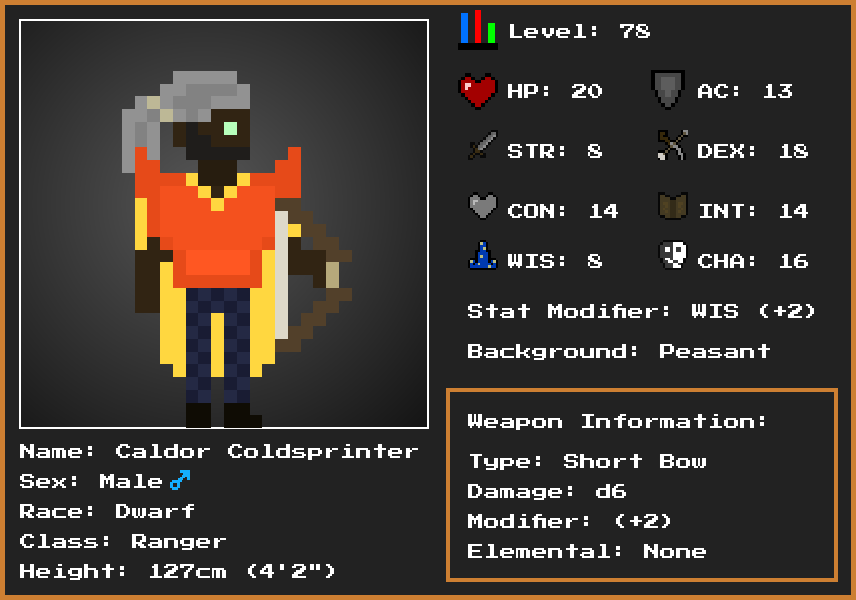 Level: 78
HP: 20 AC: 13
STR: 8 DEX: 18
CON: 14 INT: 14
WIS: 8 CHA: 16
Stat Modifier: WIS (+2)
Background: Peasant
Weapon Information:
Type: Short Bow
Damage: d6
Modifier: (+2)
Elemental: None
Name: Caldor Coldsprinter
Sex: Male ♂
Race: Dwarf
Class: Ranger
Height: 127cm (4'2")